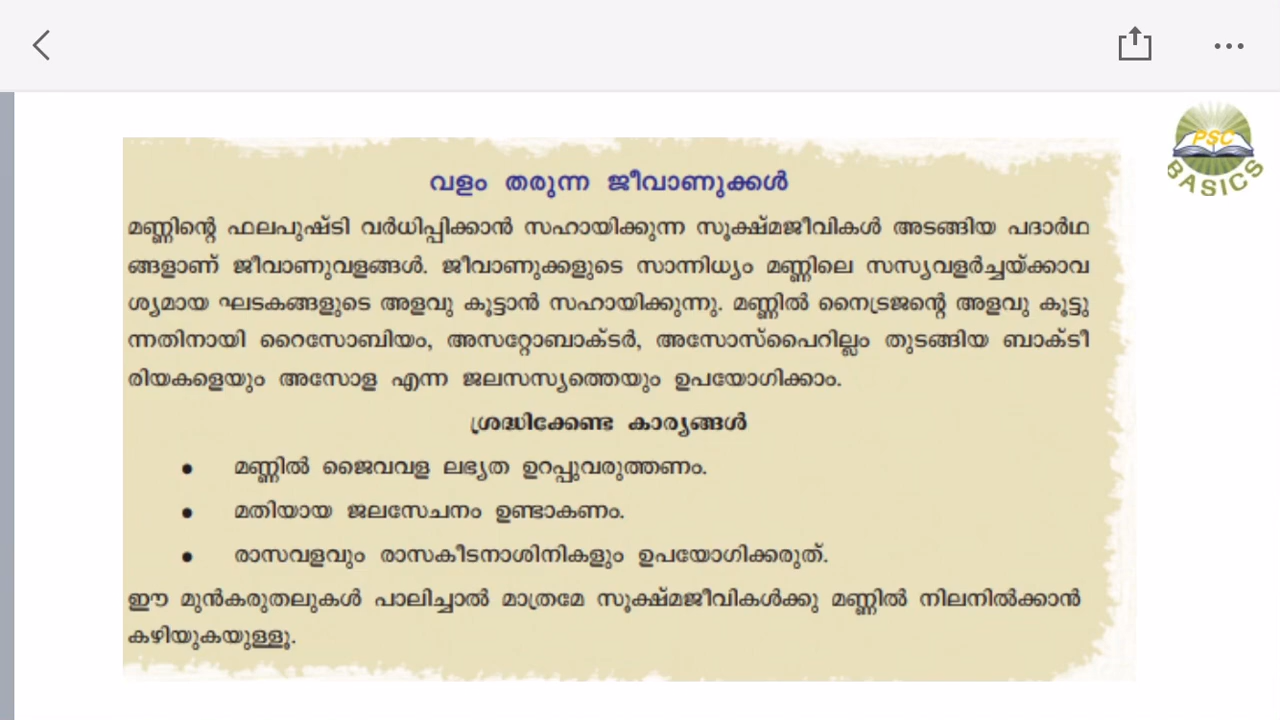 PSC
BASICS
വളം തരുന്ന ജീവാണുക്കൾ
മണ്ണിന്റെ ഫലപുഷ്ടി വർധിപ്പിക്കാൻ സഹായിക്കുന്ന സൂക്ഷ്മജീവികൾ അടങ്ങിയ പദാർഥ
ങ്ങളാണ് ജീവാണുവളങ്ങൾ. ജീവാണുക്കളുടെ സാന്നിധ്യം മണ്ണിലെ സസ്യവളർച്ചയ്ക്കാവ
ശ്യമായ ഘടകങ്ങളുടെ അളവു കൂട്ടാൻ സഹായിക്കുന്നു. മണ്ണിൽ നൈട്രജന്റെ അളവു കൂട്ടു
ന്നതിനായി റൈസോബിയം, അസറ്റോബാക്ടർ, അസോസ്പൈറില്ലം തുടങ്ങിയ ബാക്ടീ
രിയകളെയും അസോള എന്ന ജലസസ്യത്തെയും ഉപയോഗിക്കാം.
ശ്രദ്ധിക്കേണ്ട കാര്യങ്ങൾ
• മണ്ണിൽ ജൈവവള ലഭ്യത ഉറപ്പുവരുത്തണം.
• മതിയായ ജലസേചനം ഉണ്ടാകണം.
• രാസവളവും രാസകീടനാശിനികളും ഉപയോഗിക്കരുത്.
ഈ മുൻകരുതലുകൾ പാലിച്ചാൽ മാത്രമേ സൂക്ഷ്മജീവികൾക്കു മണ്ണിൽ നിലനിൽക്കാൻ
കഴിയുകയുള്ളൂ.